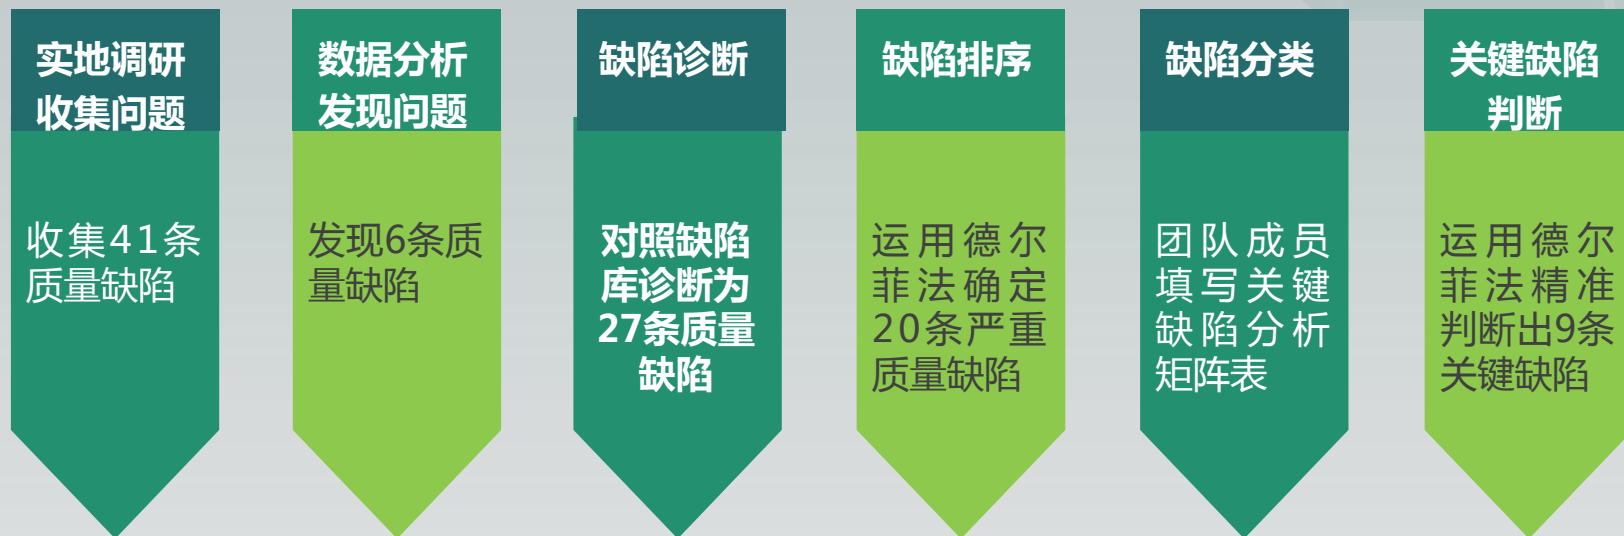 实地调研
收集问题
收集41条
质量缺陷
数据分析
发现问题
发现6条质
量缺陷
缺陷诊断
对照缺陷
库诊断为
27条质量
缺陷
缺陷排序
运用德尔
菲法确定
20条严重
质量缺陷
缺陷分类
团队成员
填写关键
缺陷分析
矩阵表
关键缺陷
判断
运用德尔
菲法精准
判断出9条
关键缺陷